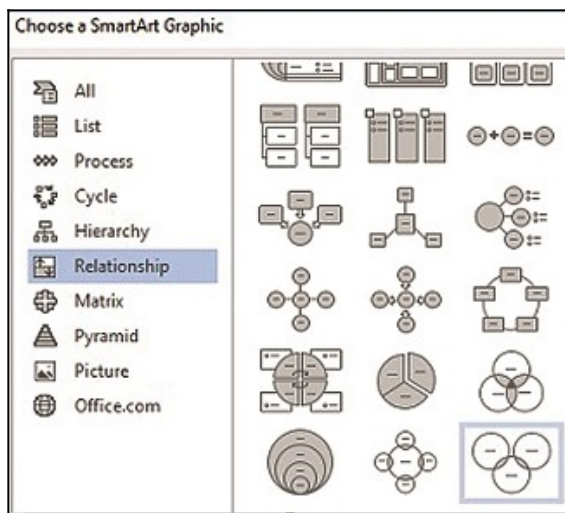 Choose a SmartArt Graphic
All
List
Process
Cycle
Hierarchy
Relationship
Matrix
Pyramid
Picture
Office.com